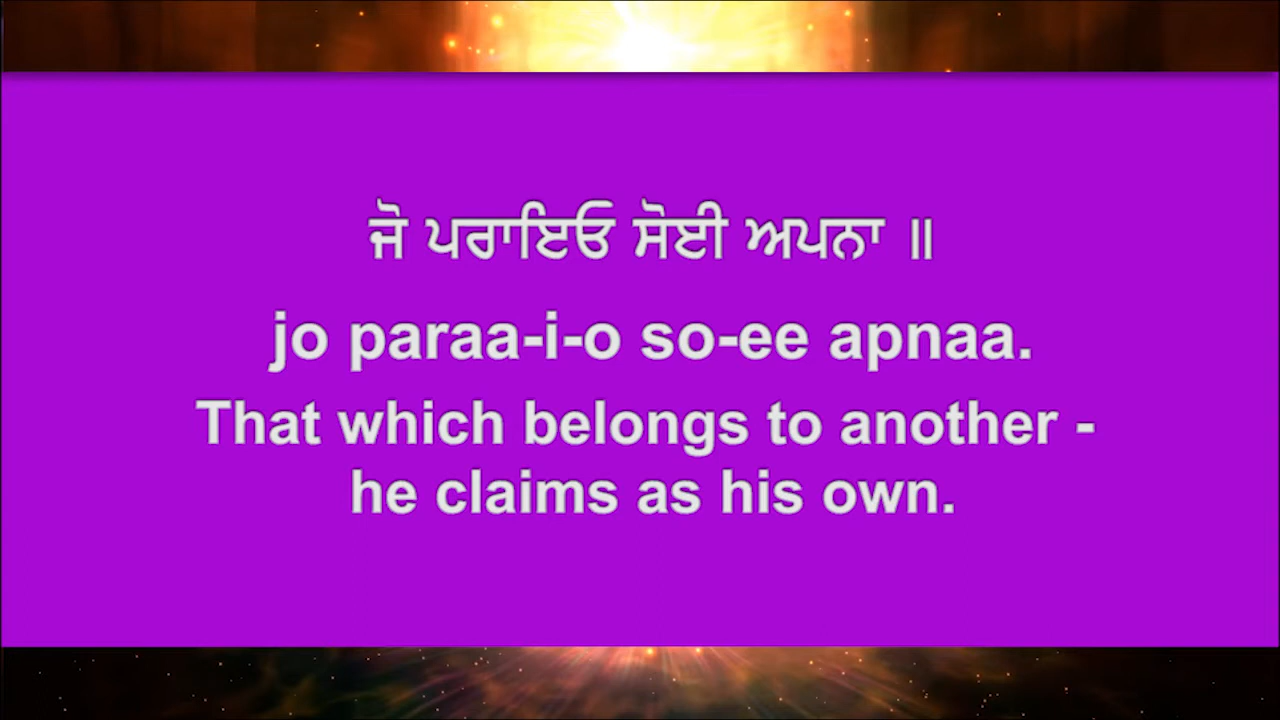 ਜੋ ਪਰਾਇਓ ਸੋਈ ਅਪਨਾ ॥
jo paraa-i-o so-ee apnaa.
That which belongs to another -
he claims as his own.